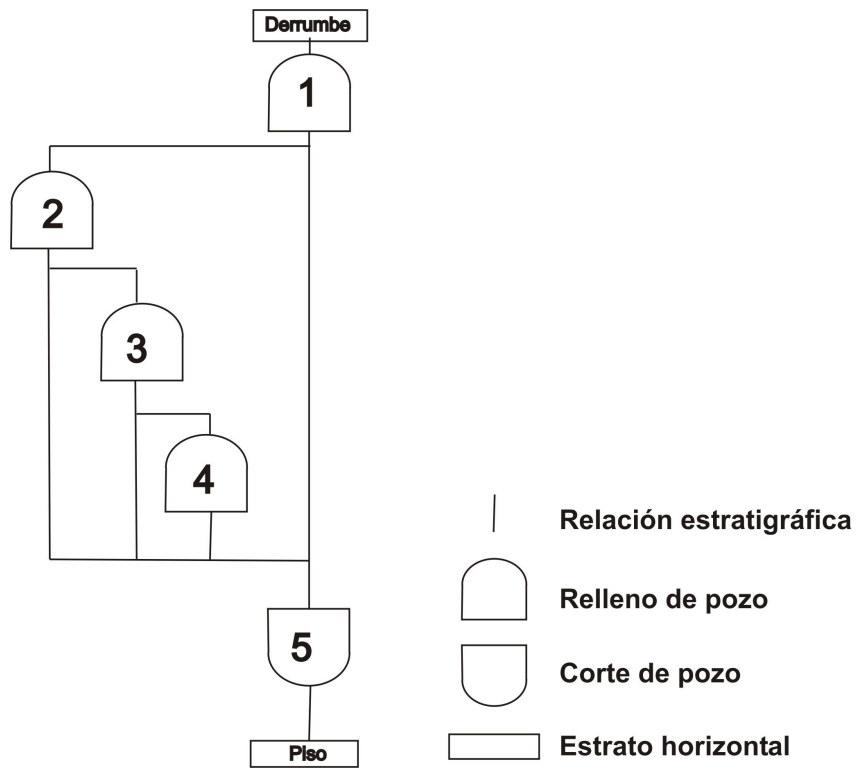 Derrumbe
1
2
3
4
5
Piso
Relación estratigráfica
Relleno de pozo
Corte de pozo
Estrato horizontal